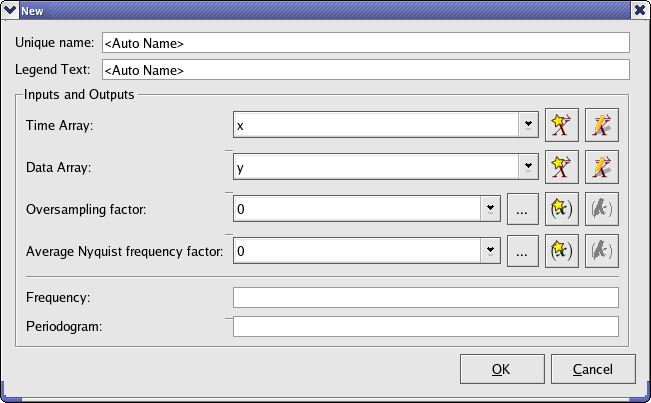 New
Unique name: <Auto Name>
Legend Text: <Auto Name>
Inputs and Outputs
Time Array: x
Data Array: y
Oversampling factor: 0 ...
Average Nyquist frequency factor: 0 ...
Frequency:
Periodogram:
OK Cancel